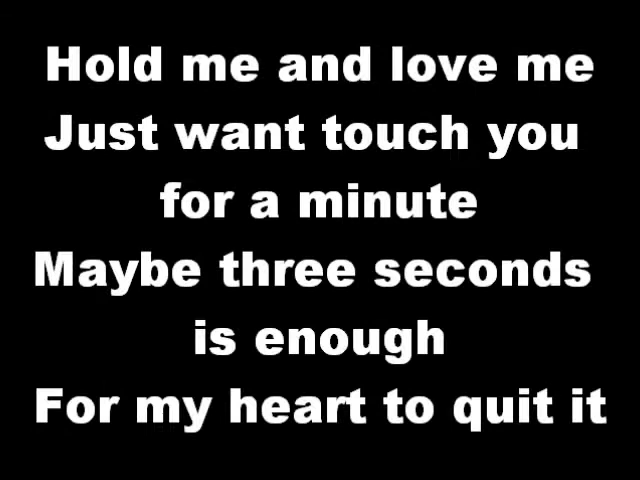 Hold me and love me
Just want touch you
for a minute
Maybe three seconds
is enough
For my heart to quit it